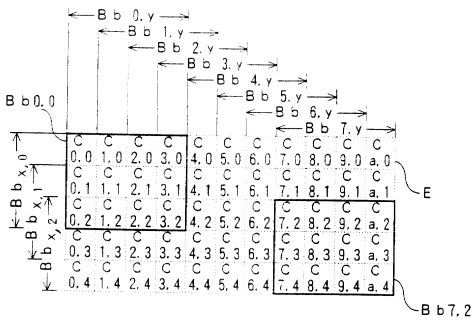 B b 0. y
B b 1. y
B b 2. y
B b 3. y
B b 4. y
B b 5. y
B b 6. y
B b 7. y
B b 0.0
B b x, 0
B b x, 1
B b x, 2
C C C C C C C C C C C
0. 0 1. 0 2. 0 3. 0 4. 0 5. 0 6. 0 7. 0 8. 0 9. 0 a, 0
E
C C C C C C C C C C C
0. 1 1. 1 2. 1 3. 1 4. 1 5. 1 6. 1 7. 1 8. 1 9. 1 a, 1
C C C C C C C C C C C
0. 2 1. 2 2. 2 3. 2 4. 2 5. 2 6. 2 7. 2 8. 2 9. 2 a, 2
C C C C C C C C C C C
0. 3 1. 3 2. 3 3. 3 4. 3 5. 3 6. 3 7. 3 8. 3 9. 3 a, 3
C C C C C C C C C C C
0. 4 1. 4 2. 4 3. 4 4. 4 5. 4 6. 4 7. 4 8. 4 9. 4 a. 4
B b 7. 2